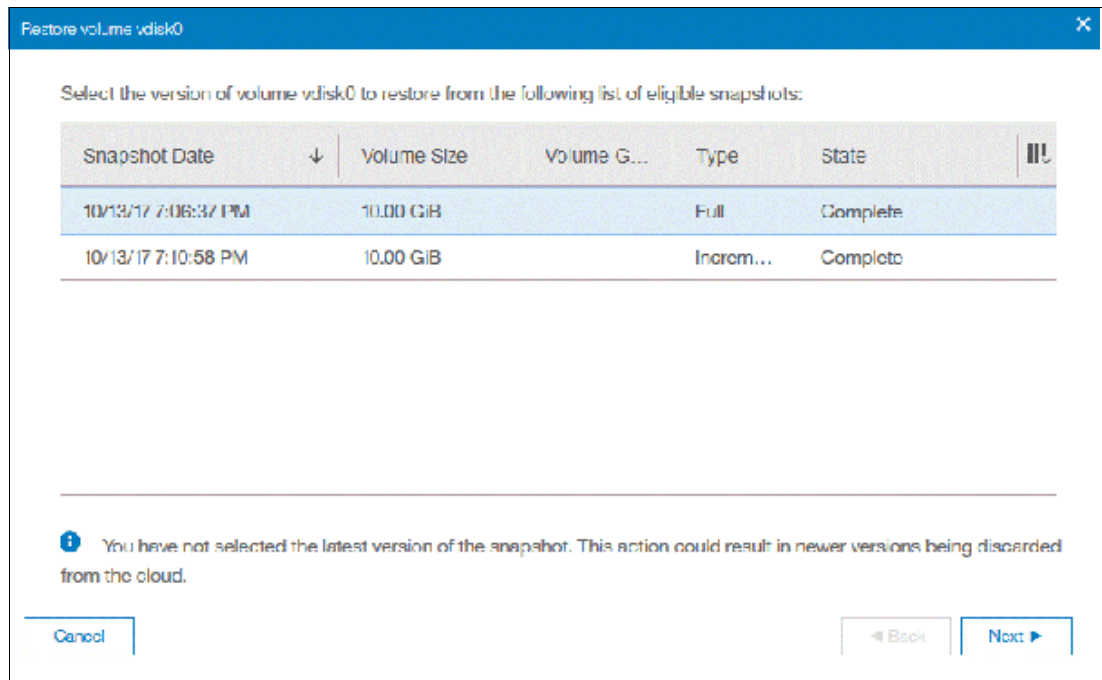 Restore volume vdisk0
Select the version of volume vdisk0 to restore from the following list of eligible snapshots:
Snapshot Date Volume Size Volume G... Type State
10/13/17 7:06:37 PM 10.00 GiB Full Complete
10/13/17 7:10:58 PM 10.00 GiB Increm... Complete
You have not selected the latest version of the snapshot. This action could result in newer versions being discarded
from the cloud.
Cancel Back Next